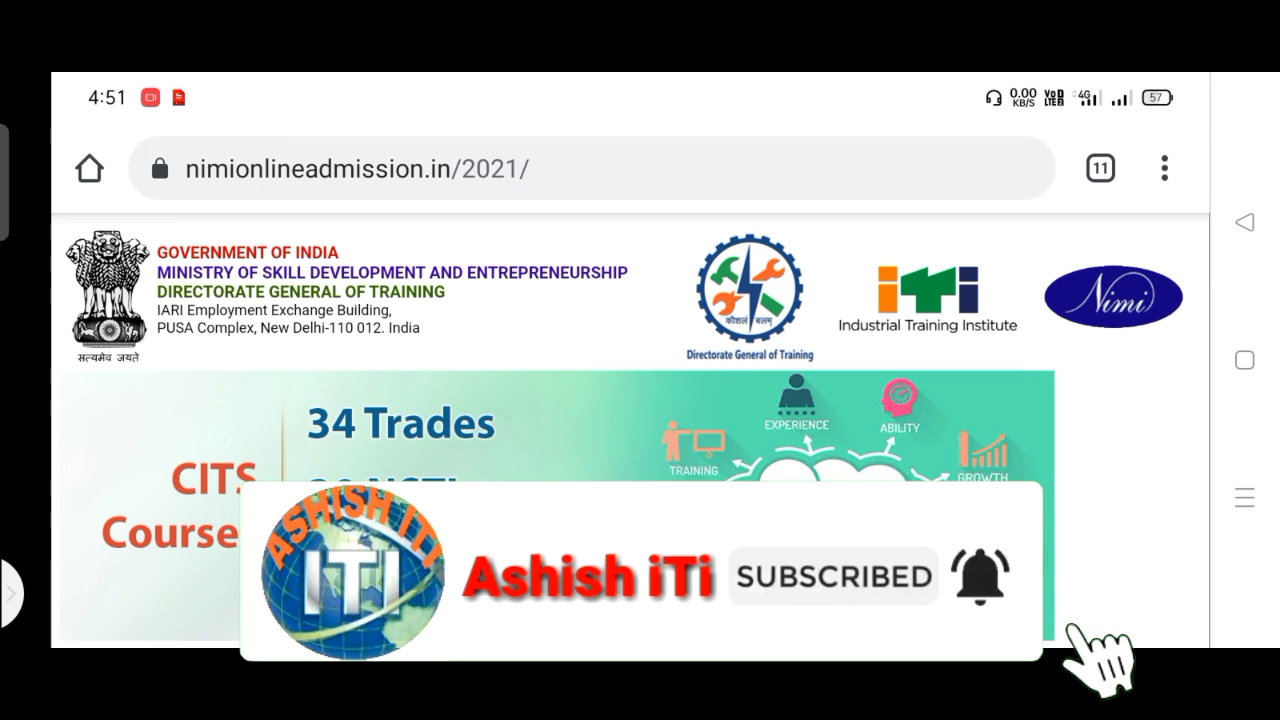 4:51
0.00 KB/S VoD LTE2 4G 57
nimionlineadmission.in/2021/
11
GOVERNMENT OF INDIA
MINISTRY OF SKILL DEVELOPMENT AND ENTREPRENEURSHIP
DIRECTORATE GENERAL OF TRAINING
IARI Employment Exchange Building,
PUSA Complex, New Delhi-110 012. India
सत्यमेव जयते
कौशलं बलम्
Directorate General of Training
iTi
Industrial Training Institute
Nimi
34 Trades
CITS
Course
EXPERIENCE
ABILITY
TRAINING
GROWTH
ASHISH ITI
ITI
Ashish iTi
SUBSCRIBED